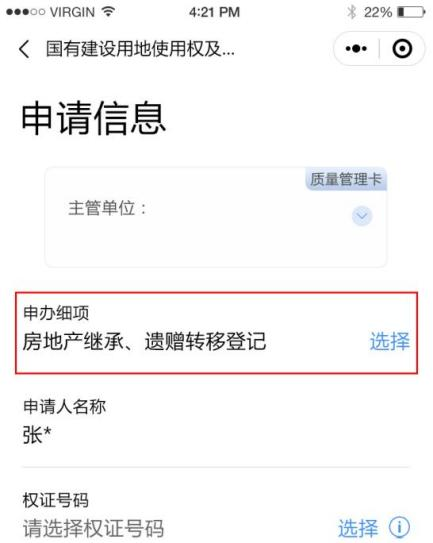 VIRGIN 4:21 PM 22%
国有建设用地使用权及...
申请信息
质量管理卡
主管单位：
申办细项
房地产继承、遗赠转移登记 选择
申请人名称
张*
权证号码
请选择权证号码 选择